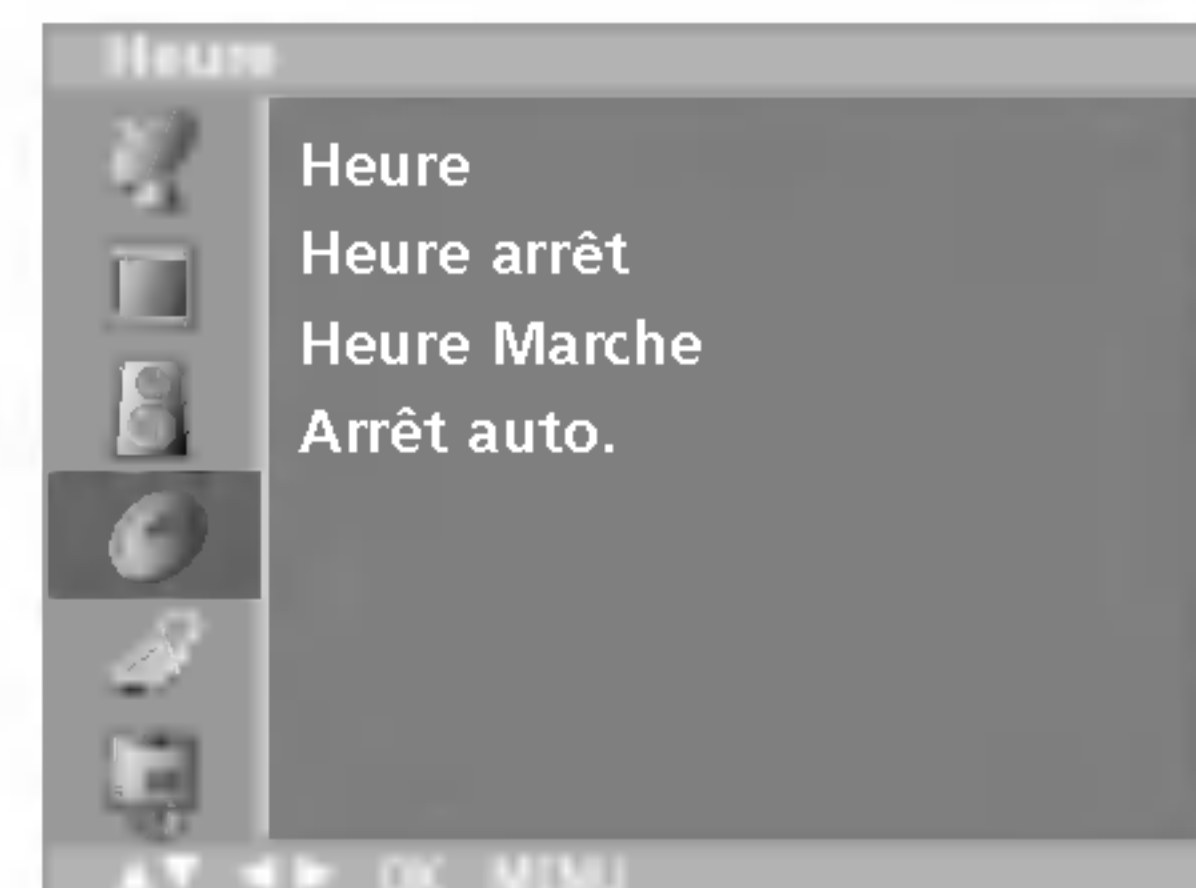 Heure
Heure
Heure arrêt
Heure Marche
Arrêt auto.
▲▼ ◀▶ OK MENU